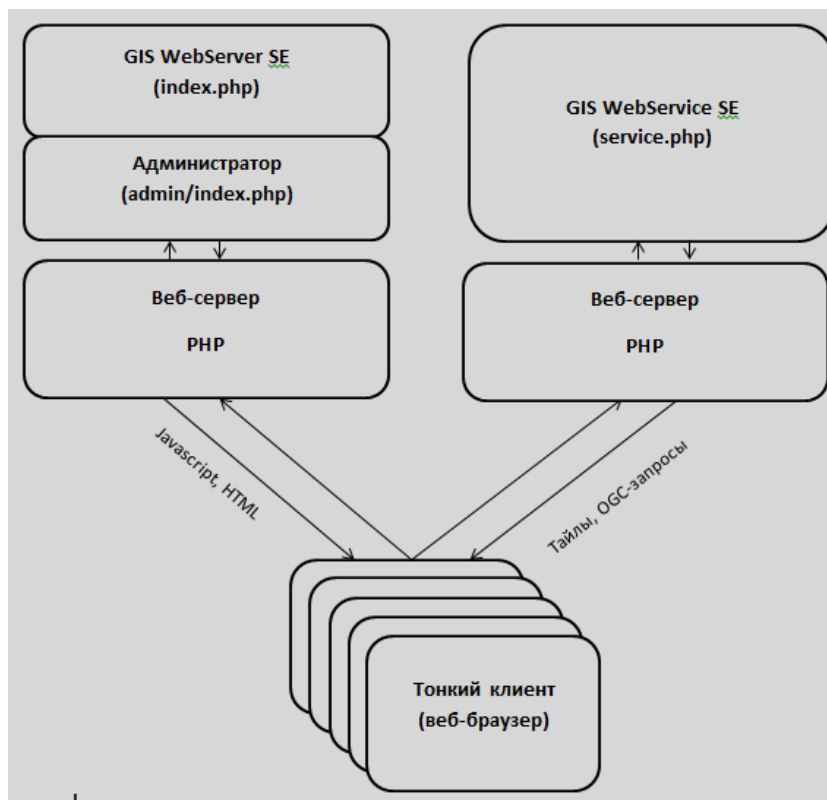 GIS WebServer SE
(index.php)
Администратор
(admin/index.php)
Веб-сервер
PHP
GIS WebService SE
(service.php)
Веб-сервер
PHP
Javascript, HTML
Тайлы, OGC-запросы
Тонкий клиент
(веб-браузер)